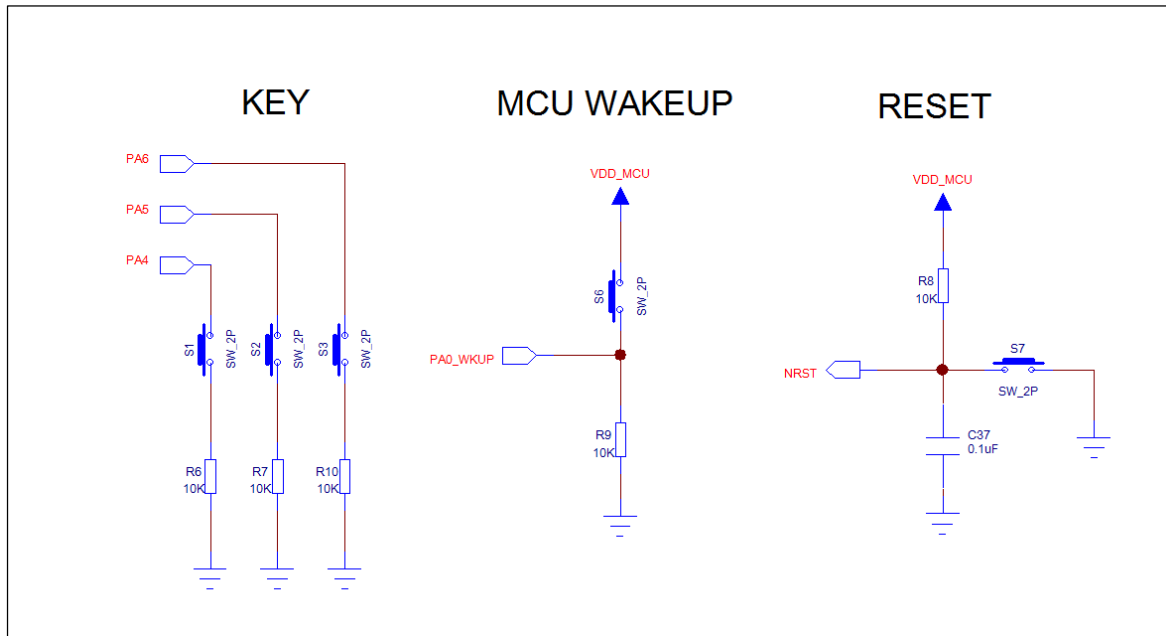 KEY
PA6
PA5
PA4
S1
SW_2P
S2
SW_2P
S3
SW_2P
R6
10K
R7
10K
R10
10K
MCU WAKEUP
VDD_MCU
S6
SW_2P
PA0_WKUP
R9
10K
RESET
VDD_MCU
R8
10K
S7
SW_2P
NRST
C37
0.1uF